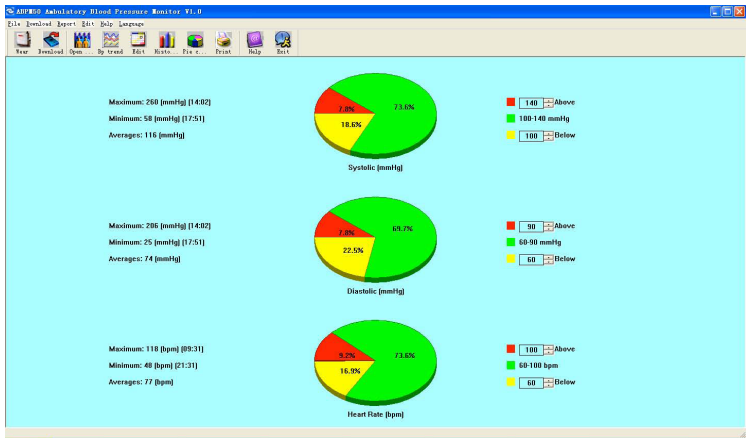 ABPM50 Ambulatory Blood Pressure Monitor V1.0
File Download Report Edit Help Language
User Download Open ... Bp trend Edit Histo... Pie c... Print Help Exit
Maximum: 260 (mmHg) (14:02)
Minimum: 58 (mmHg) (17:51)
Averages: 116 (mmHg)
7.8%
73.6%
18.6%
Systolic (mmHg)
140 Above
100-140 mmHg
100 Below
Maximum: 206 (mmHg) (14:02)
Minimum: 25 (mmHg) (17:51)
Averages: 74 (mmHg)
7.8%
69.7%
22.5%
Diastolic (mmHg)
90 Above
60-90 mmHg
60 Below
Maximum: 118 (bpm) (09:31)
Minimum: 48 (bpm) (21:31)
Averages: 77 (bpm)
9.2%
73.6%
16.9%
Heart Rate (bpm)
100 Above
60-100 bpm
60 Below